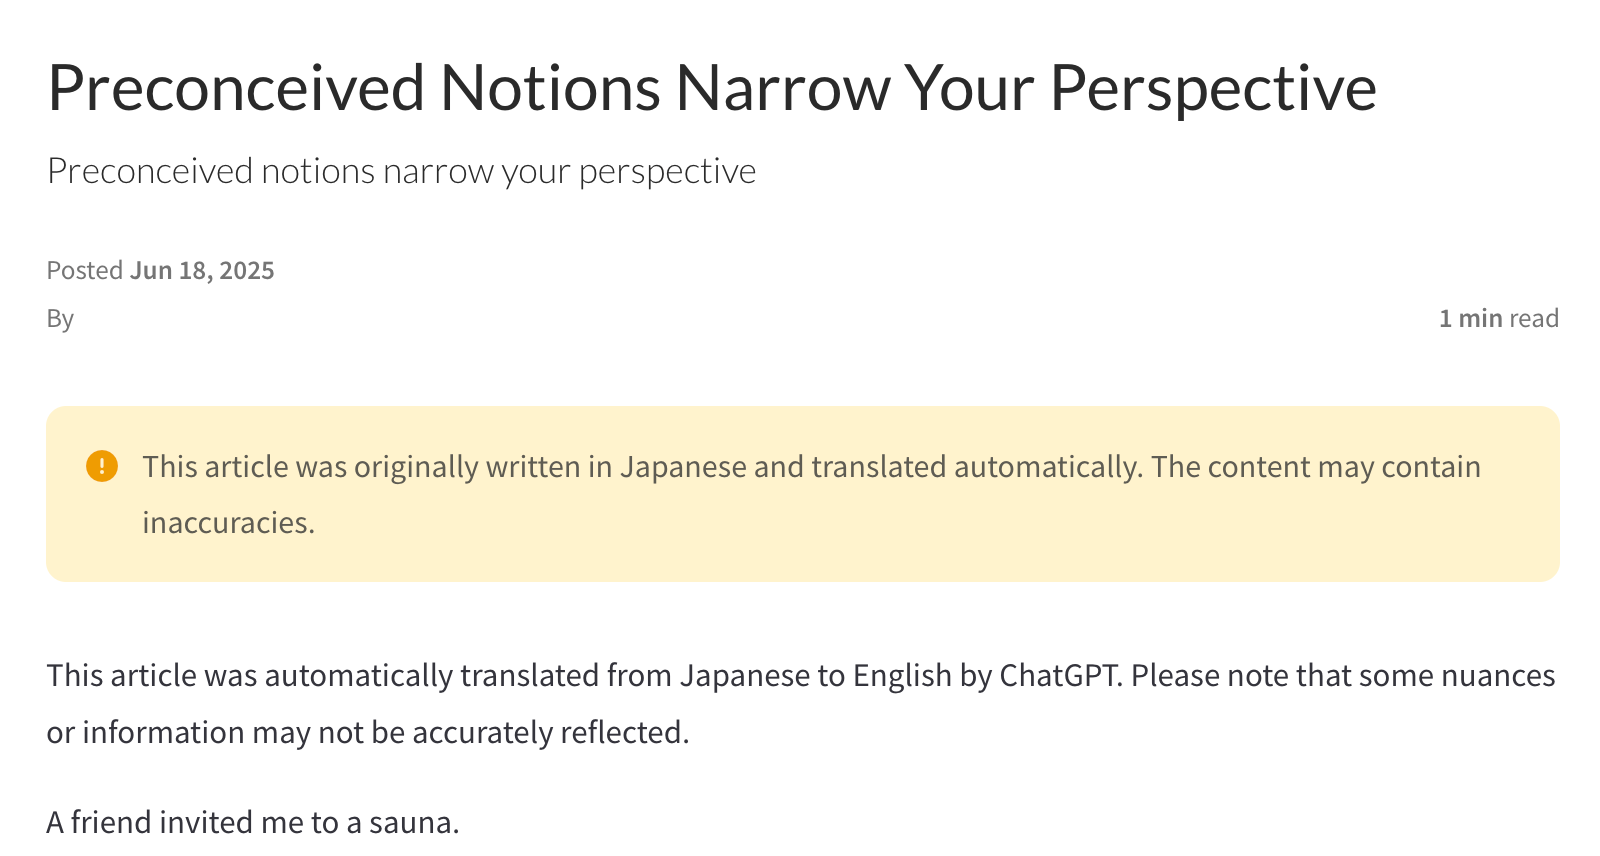 Preconceived Notions Narrow Your Perspective
Preconceived notions narrow your perspective
Posted Jun 18, 2025
By
1 min read
This article was originally written in Japanese and translated automatically. The content may contain
inaccuracies.
This article was automatically translated from Japanese to English by ChatGPT. Please note that some nuances
or information may not be accurately reflected.
A friend invited me to a sauna.